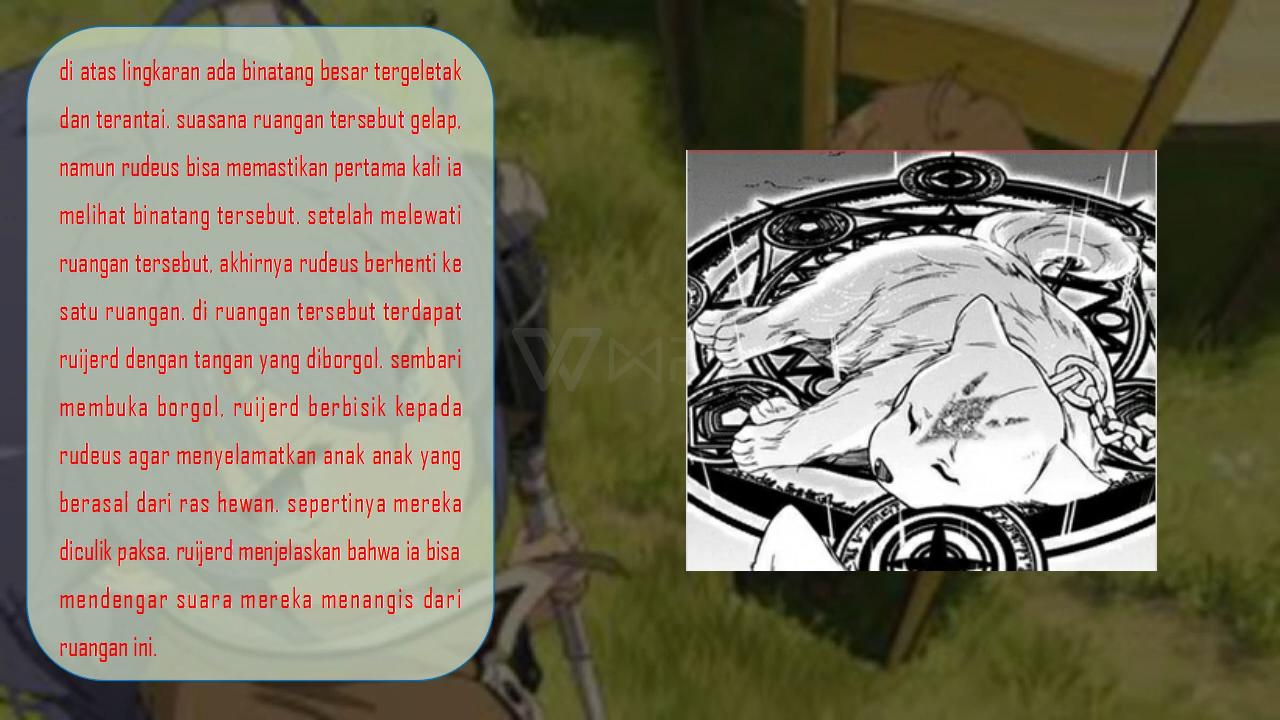 di atas lingkaran ada binatang besar tergeletak
dan terantai. suasana ruangan tersebut gelap,
namun rudeus bisa memastikan pertama kali ia
melihat binatang tersebut. setelah melewati
ruangan tersebut, akhirnya rudeus berhenti ke
satu ruangan. di ruangan tersebut terdapat
ruijerd dengan tangan yang diborgol. sembari
membuka borgol, ruijerd berbisik kepada
rudeus agar menyelamatkan anak anak yang
berasal dari ras hewan. sepertinya mereka
diculik paksa. ruijerd menjelaskan bahwa ia bisa
mendengar suara mereka menangis dari
ruangan ini.